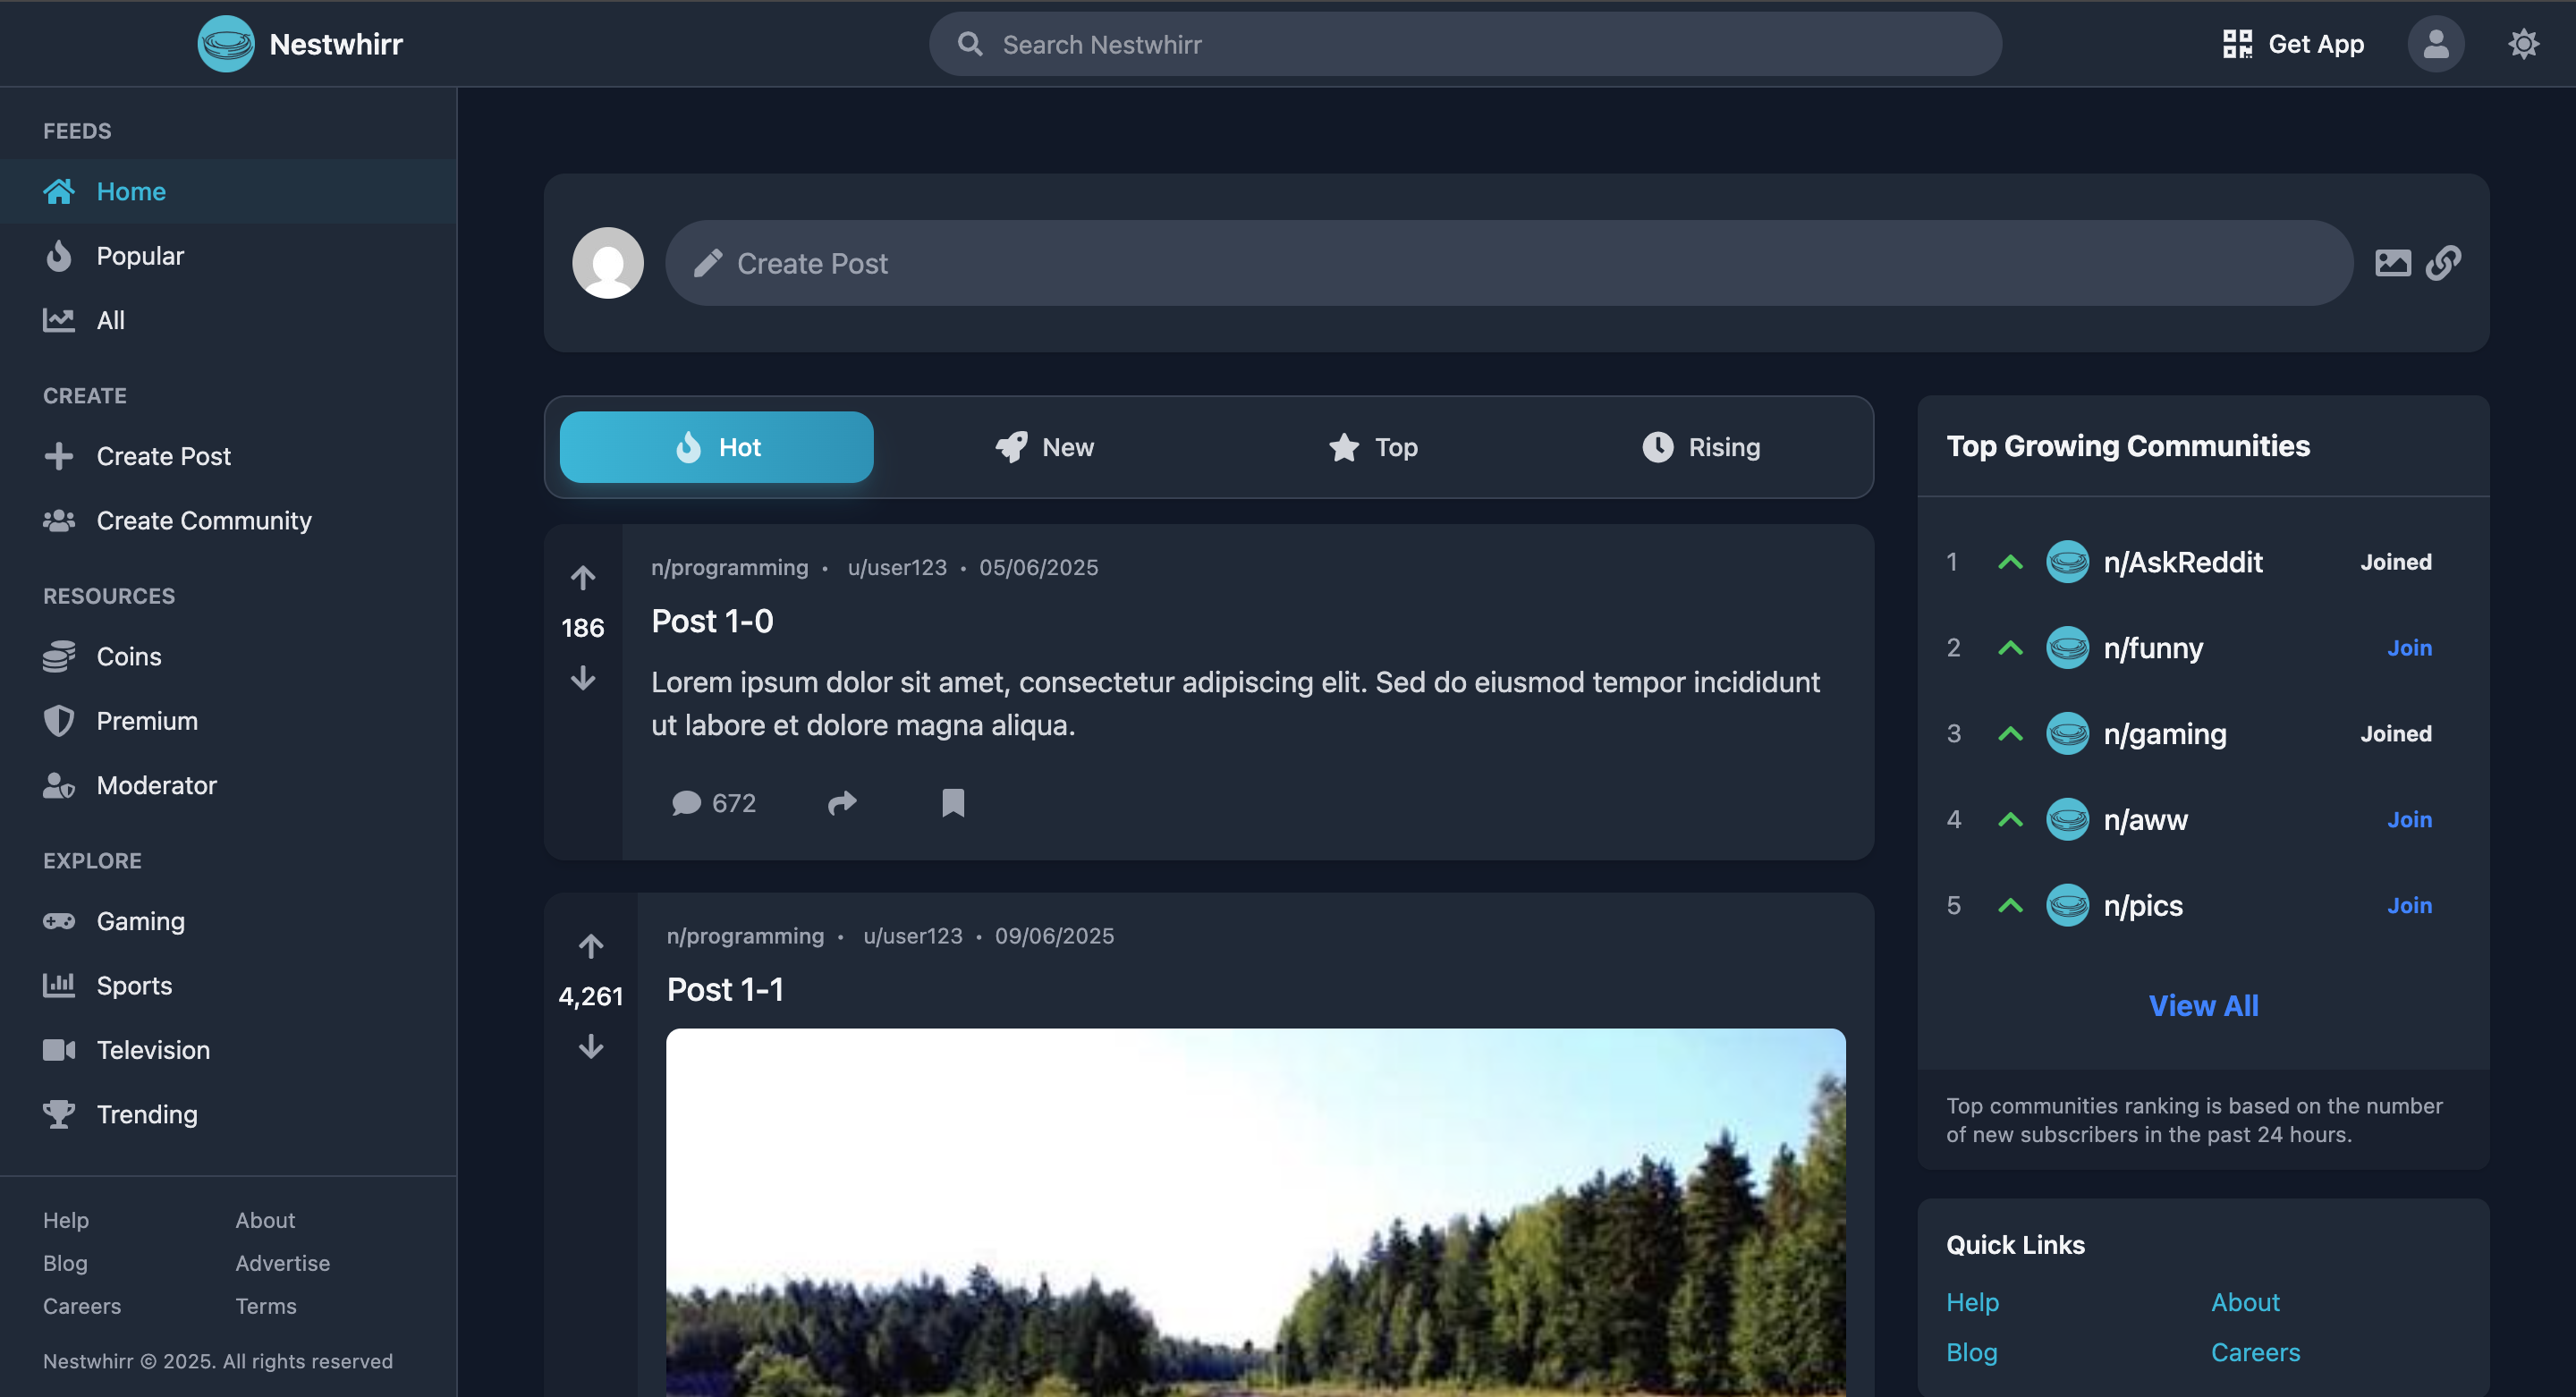 Nestwhirr
Search Nestwhirr
Get App
FEEDS
Home
Popular
All
CREATE
Create Post
Create Community
RESOURCES
Coins
Premium
Moderator
EXPLORE
Gaming
Sports
Television
Trending
Help
About
Blog
Advertise
Careers
Terms
Nestwhirr © 2025. All rights reserved
Create Post
Hot
New
Top
Rising
n/programming • u/user123 • 05/06/2025
186
Post 1-0
Lorem ipsum dolor sit amet, consectetur adipiscing elit. Sed do eiusmod tempor incididunt
ut labore et dolore magna aliqua.
672
n/programming • u/user123 • 09/06/2025
4,261
Post 1-1
Top Growing Communities
1 n/AskReddit Joined
2 n/funny Join
3 n/gaming Joined
4 n/aww Join
5 n/pics Join
View All
Top communities ranking is based on the number
of new subscribers in the past 24 hours.
Quick Links
Help
About
Blog
Careers